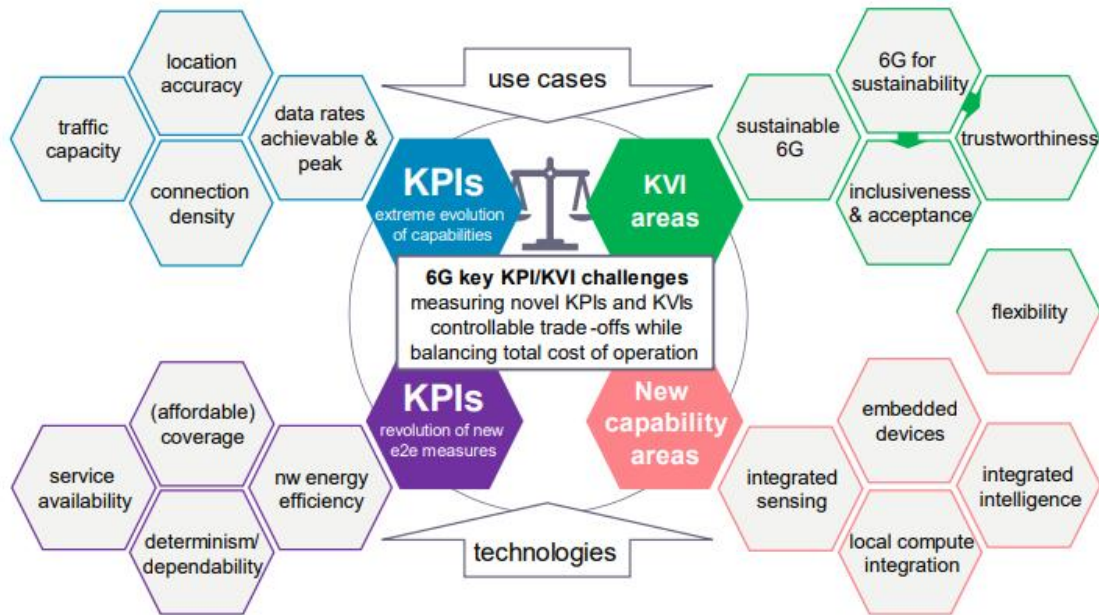 location
accuracy
traffic
capacity
data rates
achievable &
peak
connection
density
use cases
6G for
sustainability
sustainable
6G
trustworthiness
inclusiveness
& acceptance
KPIs
extreme evolution
of capabilities
KVI
areas
6G key KPI/KVI challenges
measuring novel KPIs and KVIs
controllable trade-offs while
balancing total cost of operation
flexibility
KPIs
revolution of new
e2e measures
New
capability
areas
(affordable)
coverage
service
availability
nw energy
efficiency
determinism/
dependability
technologies
embedded
devices
integrated
sensing
integrated
intelligence
local compute
integration